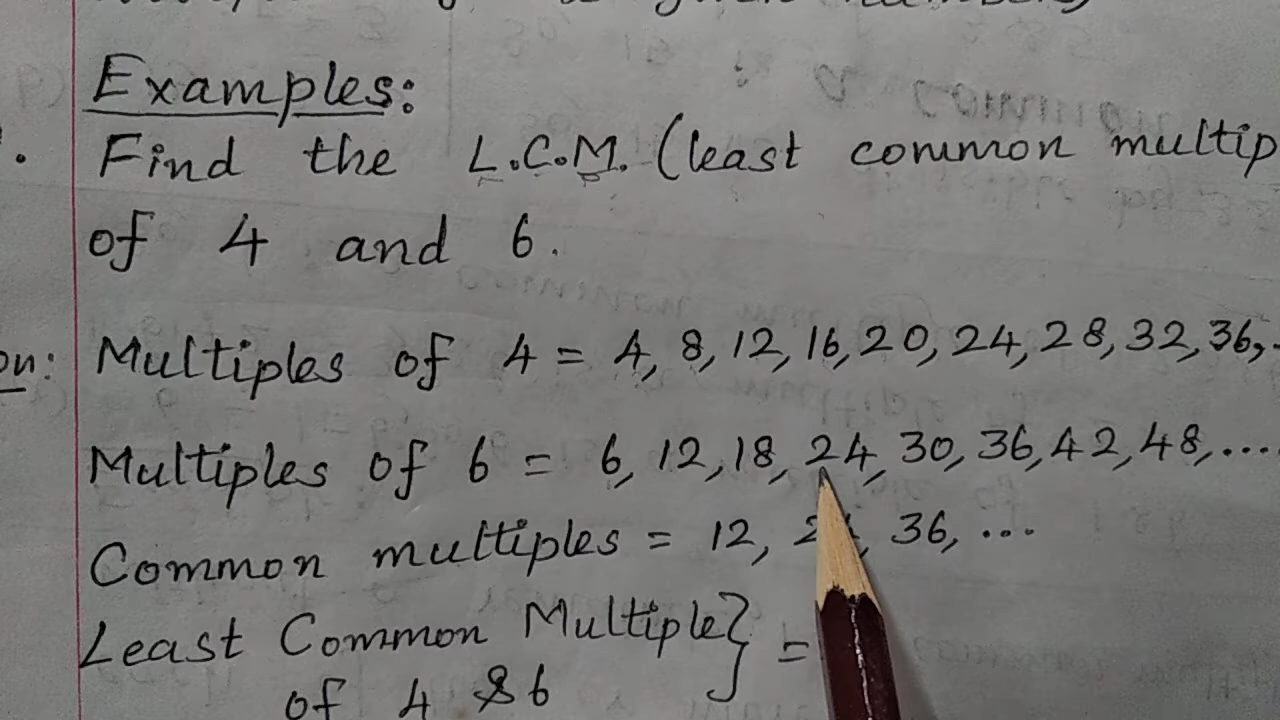 Examples:
Find the L.C.M. (least common multip
of 4 and 6.
on: Multiples of 4 = 4, 8, 12, 16, 20, 24, 28, 32, 36, .
Multiples of 6 = 6, 12, 18, 24, 30, 36, 42, 48, ....
Common multiples = 12, 24, 36, ...
Least Common Multiple} =
of 4 & 6